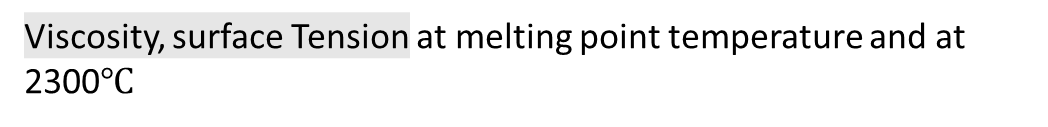 Viscosity, surface Tension at melting point temperature and at
2300°C